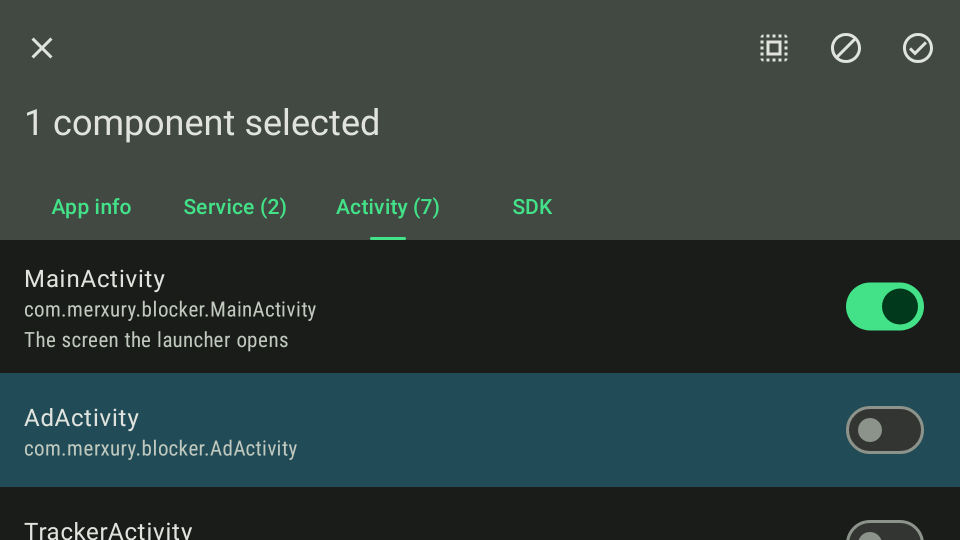 1 component selected
App info
Service (2)
Activity (7)
SDK
MainActivity
com.merxury.blocker.MainActivity
The screen the launcher opens
AdActivity
com.merxury.blocker.AdActivity
TrackerActivity